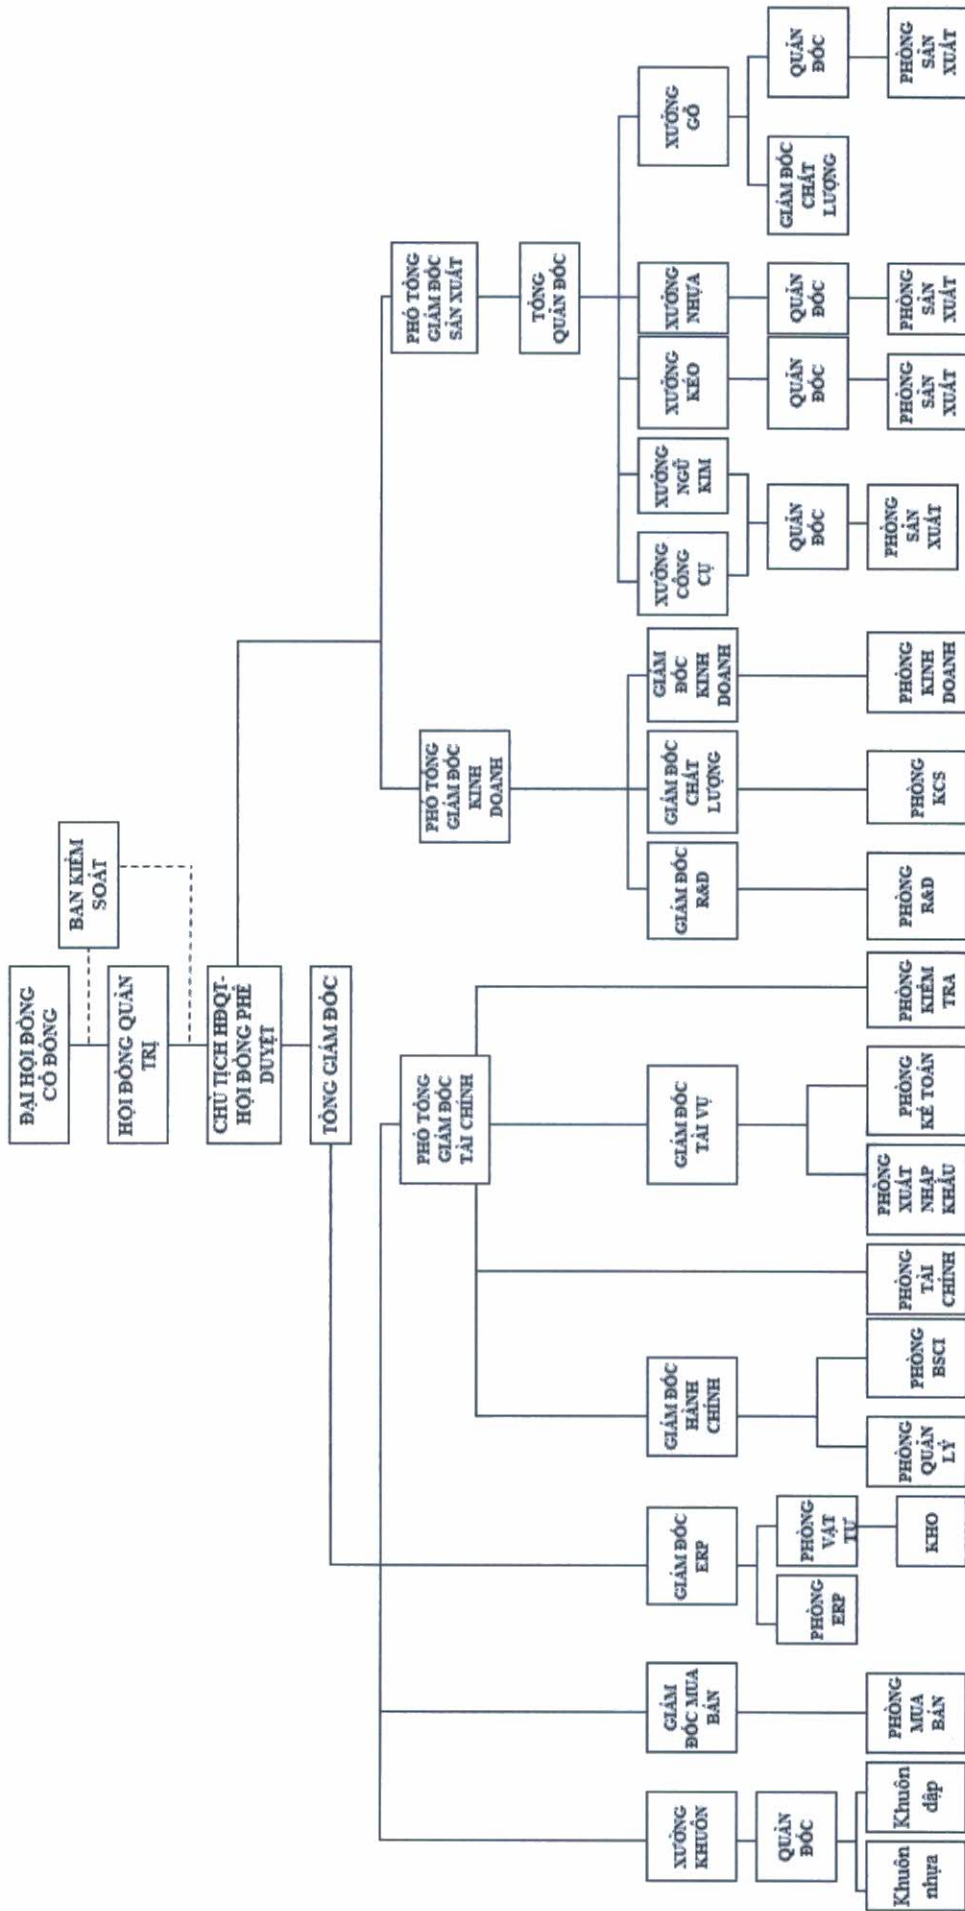 ĐẠI HỘI ĐỒNG
CỔ ĐÔNG
BAN KIỂM
SOÁT
HỘI ĐỒNG QUẢN
TRỊ
CHỦ TỊCH HĐQT-
HỘI ĐỒNG PHÊ
DUYỆT
TỔNG GIÁM ĐỐC
PHÓ TỔNG
GIÁM ĐỐC
TÀI CHÍNH
PHÓ TỔNG
GIÁM ĐỐC
KINH
DOANH
PHÓ TỔNG
GIÁM ĐỐC
SẢN XUẤT
TỔNG
QUẢN ĐỐC
XƯỞNG
KHUÔN
GIÁM
ĐỐC MUA
BÁN
GIÁM ĐỐC
ERP
GIÁM ĐỐC
HÀNH
CHÍNH
GIÁM ĐỐC
TÀI VỤ
GIÁM ĐỐC
R&D
GIÁM ĐỐC
CHẤT
LƯỢNG
GIÁM
ĐỐC
KINH
DOANH
XƯỞNG
CÔNG
CỤ
XƯỞNG
NGŨ
KIM
XƯỞNG
KÉO
XƯỞNG
NHỰA
XƯỞNG
GỖ
QUẢN
ĐỐC
PHÒNG
ERP
PHÒNG
VẬT
TƯ
QUẢN
ĐỐC
QUẢN
ĐỐC
QUẢN
ĐỐC
GIÁM ĐỐC
CHẤT
LƯỢNG
QUẢN
ĐỐC
Khuôn
nhựa
Khuôn
dập
PHÒNG
MUA
BÁN
KHO
PHÒNG
QUẢN
LÝ
PHÒNG
BSCI
PHÒNG
TÀI
CHÍNH
PHÒNG
XUẤT
NHẬP
KHẨU
PHÒNG
KẾ TOÁN
PHÒNG
KIỂM
TRA
PHÒNG
R&D
PHÒNG
KCS
PHÒNG
KINH
DOANH
PHÒNG
SẢN
XUẤT
PHÒNG
SẢN
XUẤT
PHÒNG
SẢN
XUẤT
PHÒNG
SẢN
XUẤT